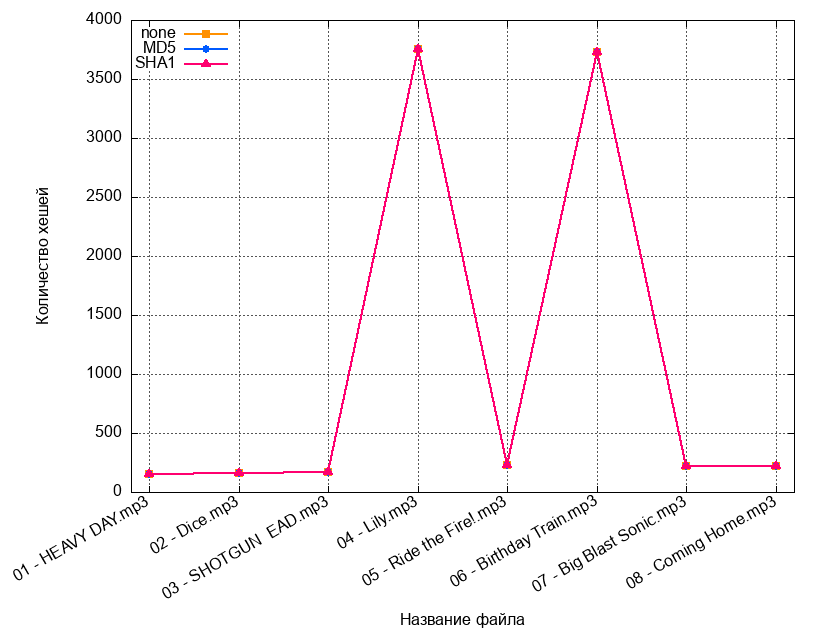 4000
3500
3000
2500
2000
1500
1000
500
0
none
MD5
SHA1
Количество хешей
01 - HEAVY DAY.mp3
02 - Dice.mp3
03 - SHOTGUN  EAD.mp3
04 - Lily.mp3
05 - Ride the Fire!.mp3
06 - Birthday Train.mp3
07 - Big Blast Sonic.mp3
08 - Coming Home.mp3
Название файла